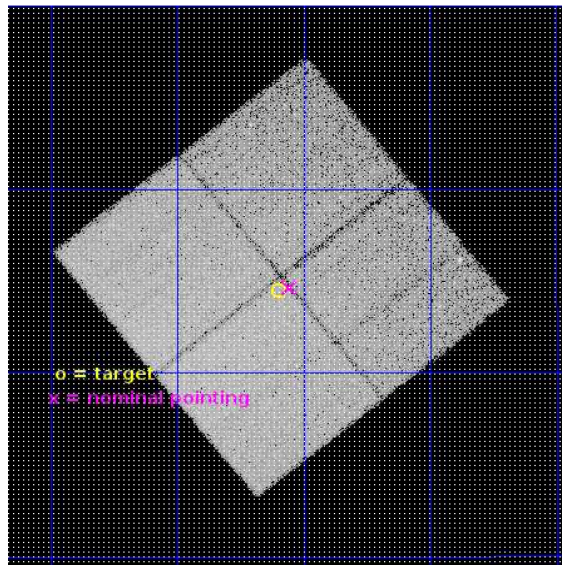 o = target
x = nominal pointing